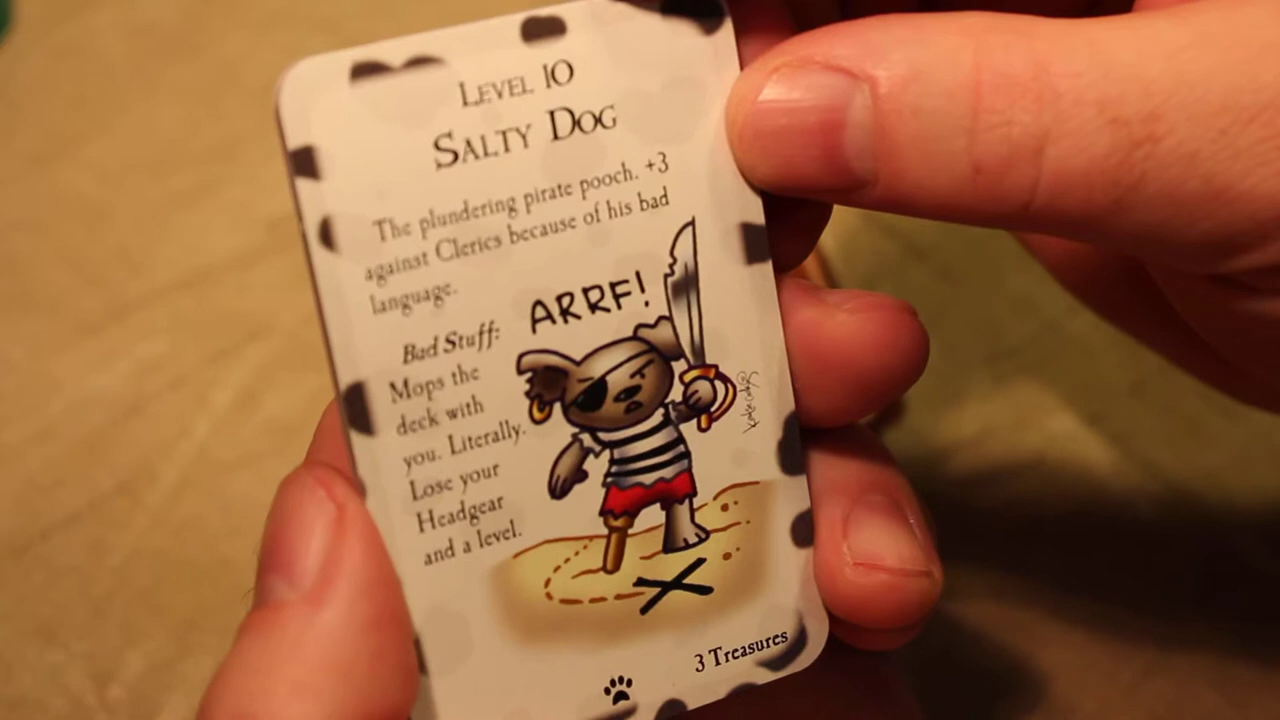 LEVEL 10
SALTY DOG
The plundering pirate pooch. +3
against Clerics because of his bad
language.
ARRF!
Bad Stuff:
Mops the
deck with
you. Literally.
Lose your
Headgear
and a level.
3 Treasures